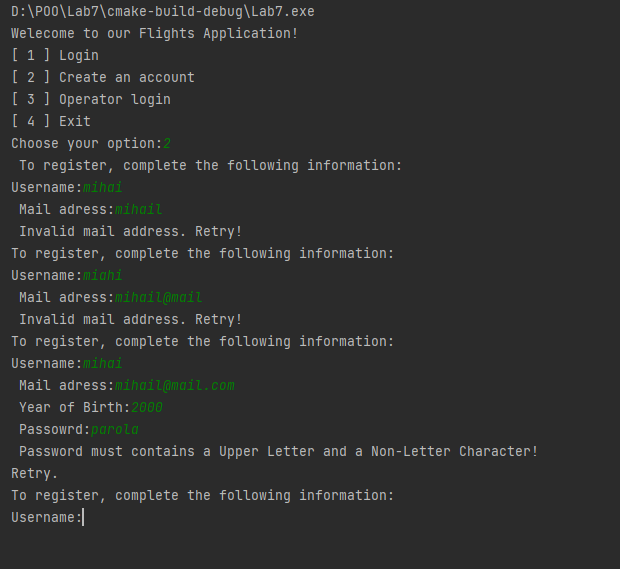 D:\POO\Lab7\cmake-build-debug\Lab7.exe
Welecome to our Flights Application!
[ 1 ] Login
[ 2 ] Create an account
[ 3 ] Operator login
[ 4 ] Exit
Choose your option:2
To register, complete the following information:
Username:mihai
Mail adress:mihail
Invalid mail address. Retry!
To register, complete the following information:
Username:miahi
Mail adress:mihail@mail
Invalid mail address. Retry!
To register, complete the following information:
Username:mihai
Mail adress:mihail@mail.com
Year of Birth:2000
Passowrd:parola
Password must contains a Upper Letter and a Non-Letter Character!
Retry.
To register, complete the following information:
Username: